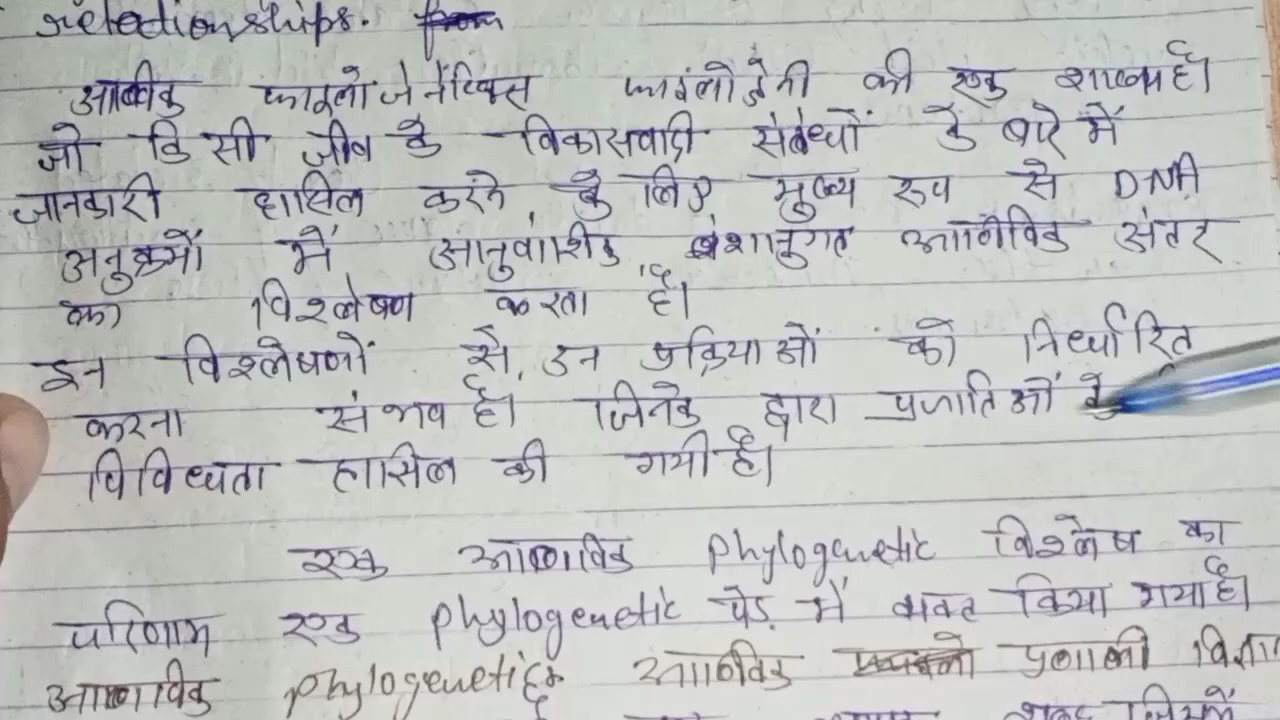 relationships.
आण्विक फाइलोजेनेटिक्स फाइलोजेनी की एक शाखा है।
जो किसी जीव के विकासवादी संबंधों के बारे में
जानकारी हासिल करने के लिए मुख्य रूप से DNA
अनुक्रमों में आनुवांशिक वंशानुगत आणविक अंतर
का विश्लेषण करता है।
इन विश्लेषणों से, उन प्रक्रियाओं को निर्धारित
करना संभव है। जिनके द्वारा प्रजातिओं के
विविधता हासिल की गयी है।
एक आणविक phylogenetic विश्लेष का
परिणाम एक phylogenetic पेड़ में व्यक्त किया गया है।
आणविक phylogenetics आणविक प्रणाली विज्ञान
शब्द जिसमें